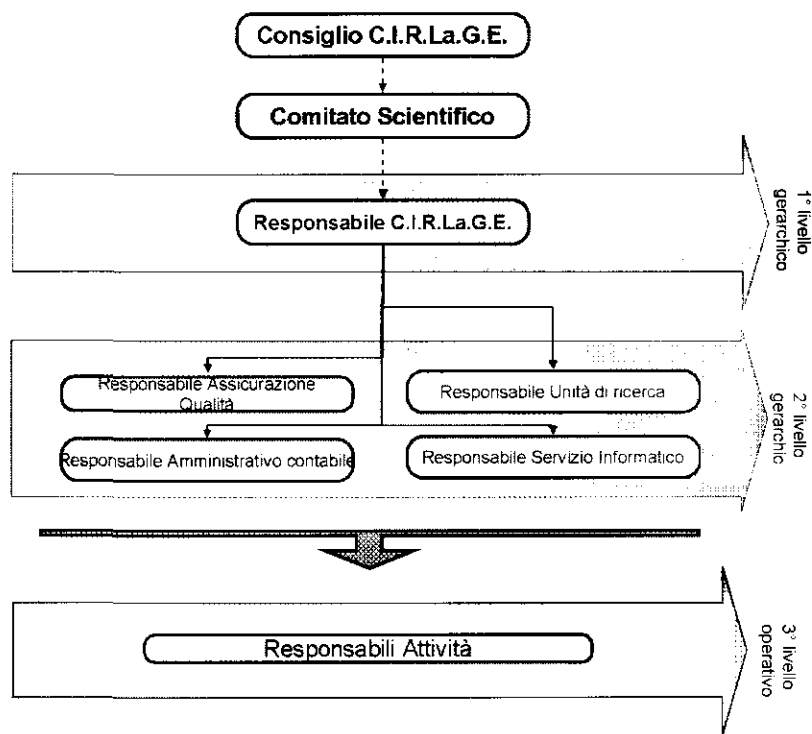 Consiglio C.I.R.La.G.E.
Comitato Scientifico
Responsabile C.I.R.La.G.E.
1° livello
gerarchico
Responsabile Assicurazione
Qualità
Responsabile Unità di ricerca
Responsabile Amministrativo contabile
Responsabile Servizio Informatico
2° livello
gerarchic
Responsabili Attività
3° livello
operativo